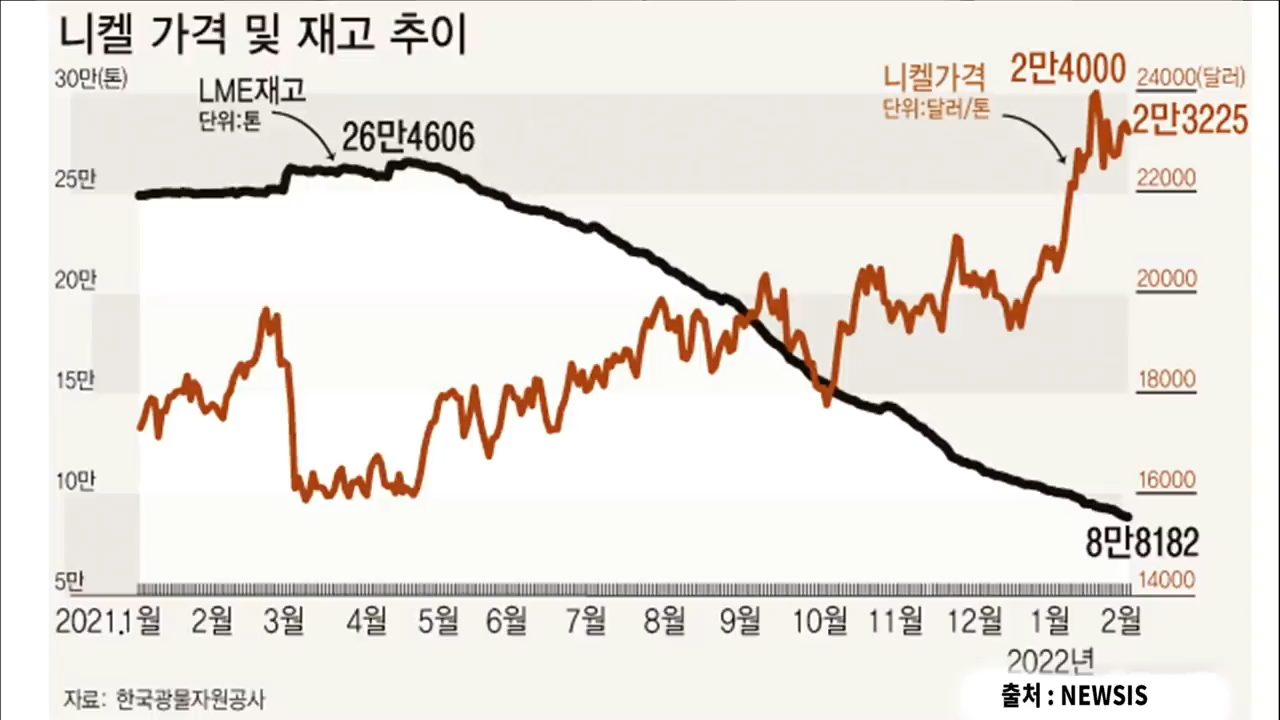 니켈 가격 및 재고 추이
30만(톤)
LME재고
단위:톤
26만4606
니켈가격
단위:달러/톤
2만4000
24000(달러)
2만3225
25만
22000
20만
20000
15만
18000
10만
16000
8만8182
5만
14000
2021.1월 2월 3월 4월 5월 6월 7월 8월 9월 10월 11월 12월 1월 2월
2022년
자료: 한국광물자원공사
출처 : NEWSIS